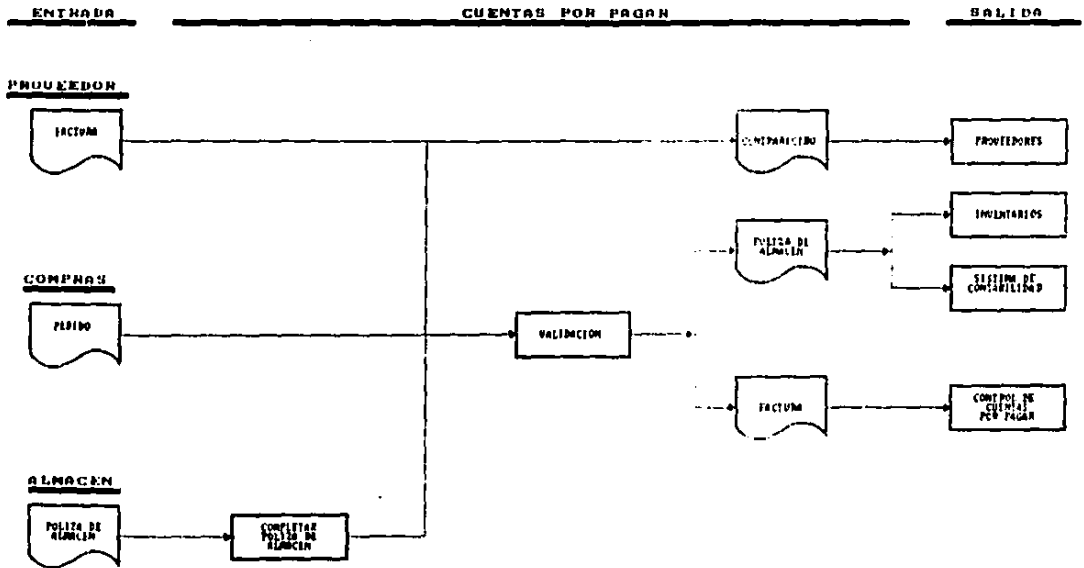 ENTRADA
CUENTAS POR PAGAR
SALIDA
PROVEEDOR
FACTURA
CONTRARECIBO
PROVEEDORES
INVENTARIOS
POLIZA DE
ALMACEN
COMPRAS
SISTEMA DE
CONTABILIDAD
PEDIDO
VALIDACION
FACTURA
CONTROL DE
CUENTAS
POR PAGAR
ALMACEN
POLIZA DE
ALMACEN
COMPLETAR
POLIZA DE
ALMACEN